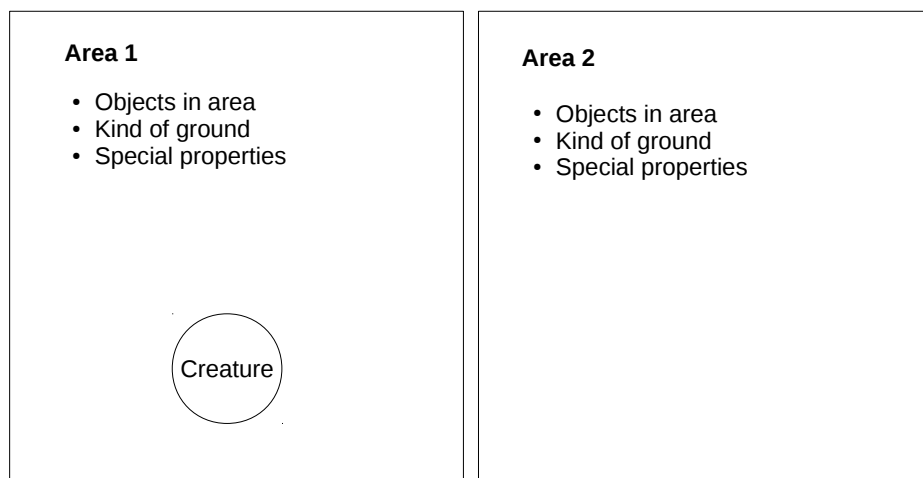 Area 1
• Objects in area
• Kind of ground
• Special properties
Creature
Area 2
• Objects in area
• Kind of ground
• Special properties